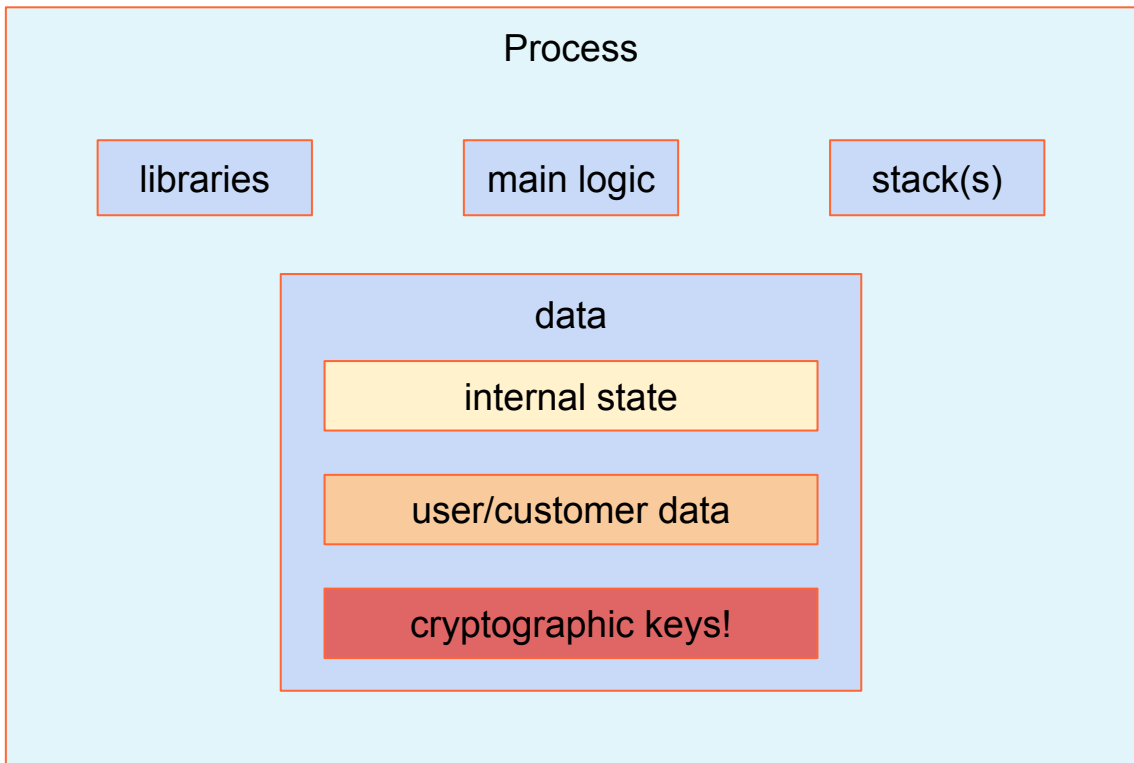 Process
libraries
main logic
stack(s)
data
internal state
user/customer data
cryptographic keys!